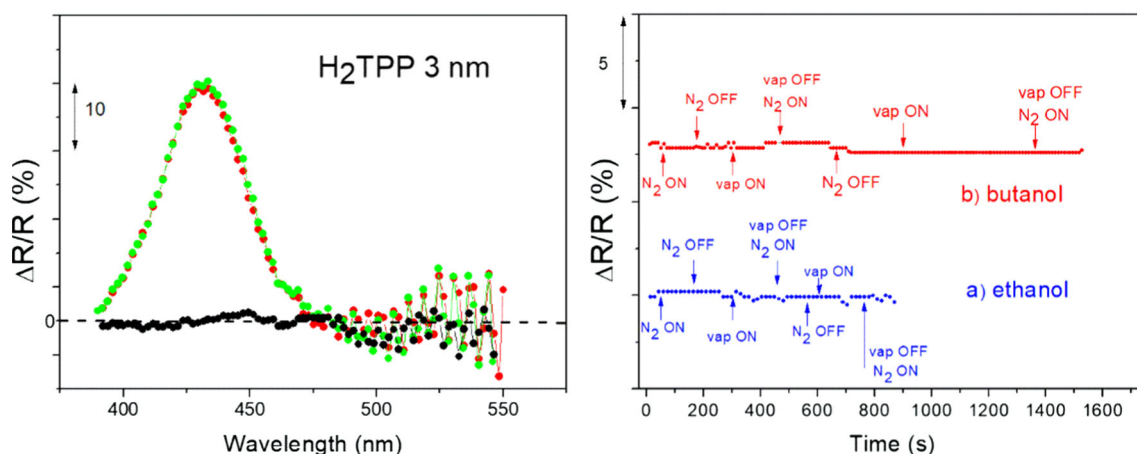 H2TPP 3 nm
10
ΔR/R (%)
0
400
450
500
550
Wavelength (nm)
5
ΔR/R (%)
vap OFF
N2 ON
N2 OFF
vap ON
vap OFF
N2 ON
N2 ON
vap ON
N2 OFF
b) butanol
N2 OFF
vap OFF
N2 ON
vap ON
a) ethanol
N2 ON
vap ON
N2 OFF
vap OFF
N2 ON
0
200
400
600
800
1000
1200
1400
1600
Time (s)